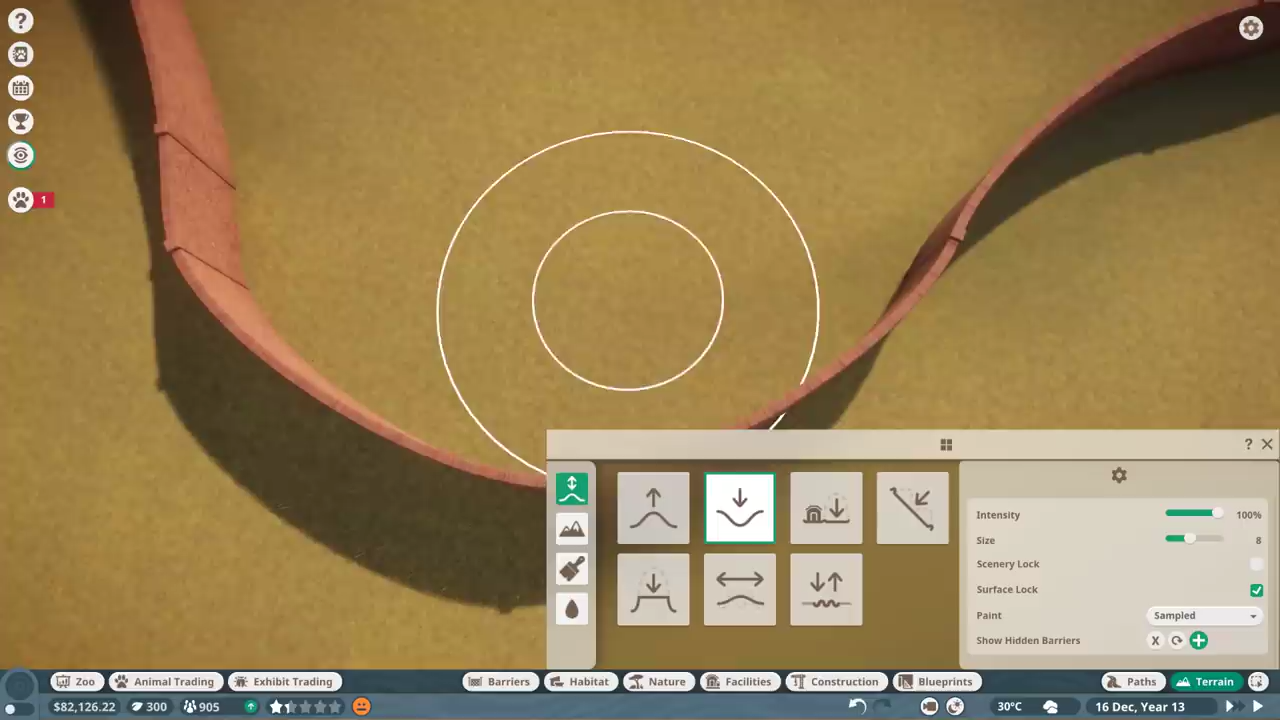 ?
1
?
Intensity 100%
Size 8
Scenery Lock
Surface Lock
Paint Sampled
Show Hidden Barriers X
Zoo Animal Trading Exhibit Trading Barriers Habitat Nature Facilities Construction Blueprints Paths Terrain
$82,126.22 300 905 30°C 16 Dec, Year 13